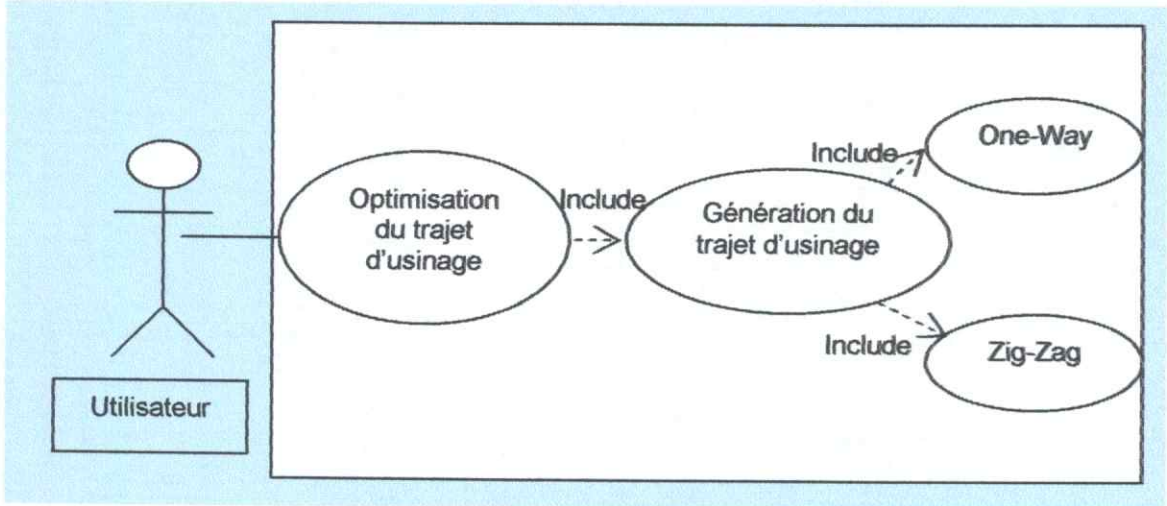 Utilisateur
Optimisation
du trajet
d'usinage
Include
Génération du
trajet d'usinage
Include
One-Way
Include
Zig-Zag